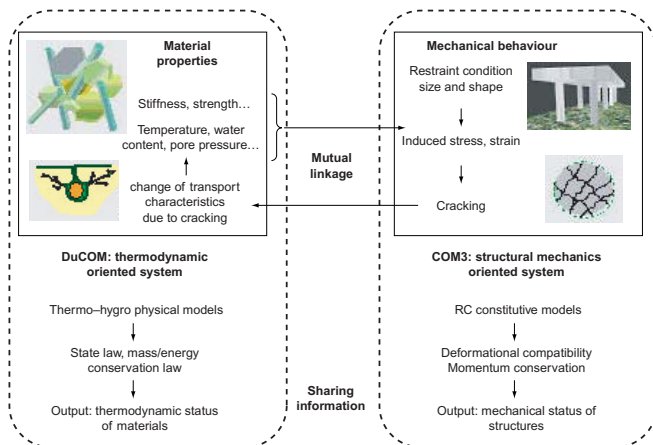 Material
properties
Stiffness, strength…
Temperature, water
content, pore pressure…
change of transport
characteristics
due to cracking
Mutual
linkage
Mechanical behaviour
Restraint condition
size and shape
Induced stress, strain
Cracking
DuCOM: thermodynamic
oriented system
Thermo–hygro physical models
State law, mass/energy
conservation law
Output: thermodynamic status
of materials
Sharing
information
COM3: structural mechanics
oriented system
RC constitutive models
Deformational compatibility
Momentum conservation
Output: mechanical status of
structures